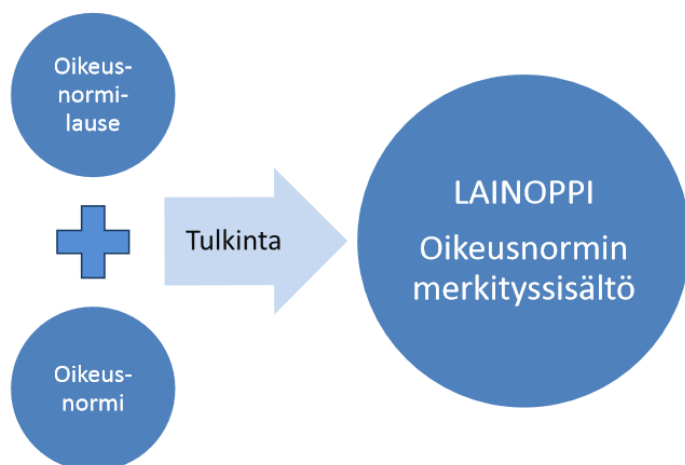 Oikeus-
normi-
lause
Tulkinta
Oikeus-
normi
LAINOPPI
Oikeusnormin
merkityssisältö